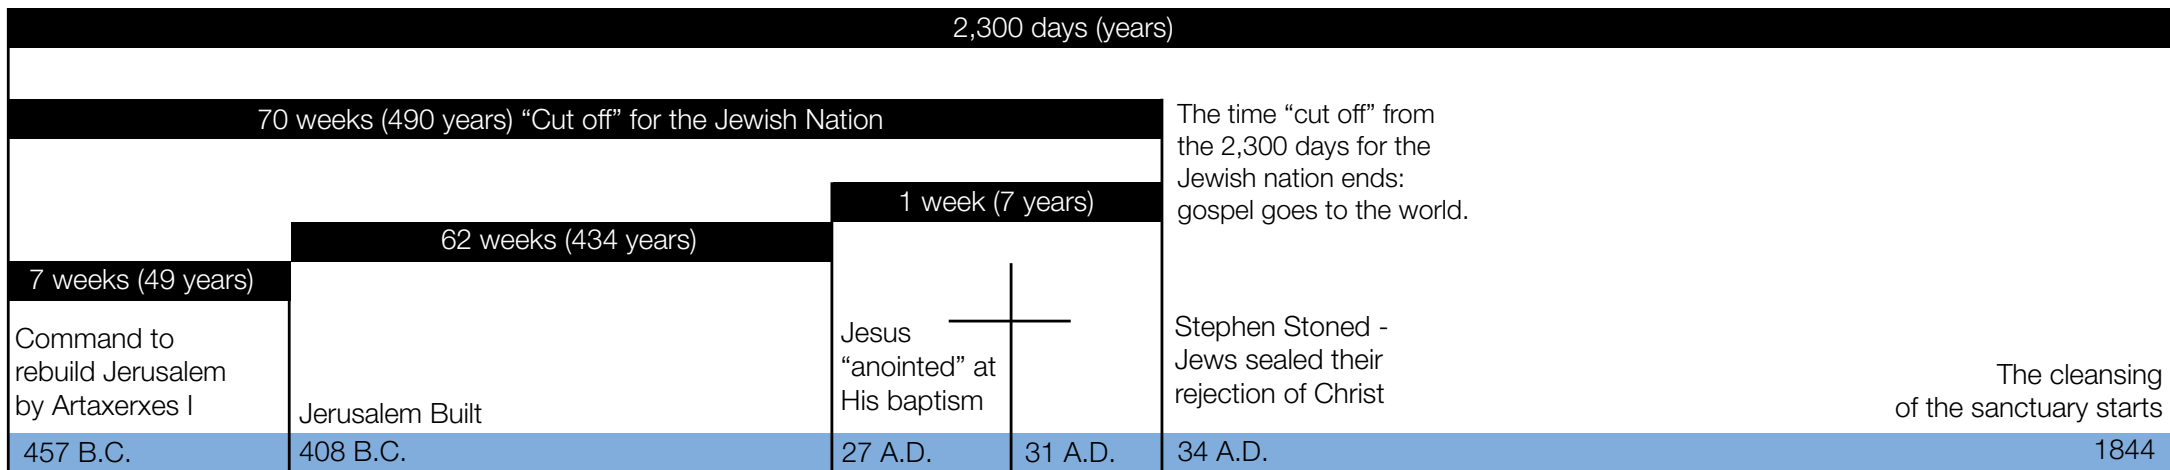 2,300 days (years)
70 weeks (490 years) “Cut off” for the Jewish Nation
The time “cut off” from
the 2,300 days for the
Jewish nation ends:
gospel goes to the world.
1 week (7 years)
62 weeks (434 years)
7 weeks (49 years)
Command to
rebuild Jerusalem
by Artaxerxes I
Jerusalem Built
Jesus
“anointed” at
His baptism
Stephen Stoned -
Jews sealed their
rejection of Christ
The cleansing
of the sanctuary starts
457 B.C.
408 B.C.
27 A.D.
31 A.D.
34 A.D.
1844